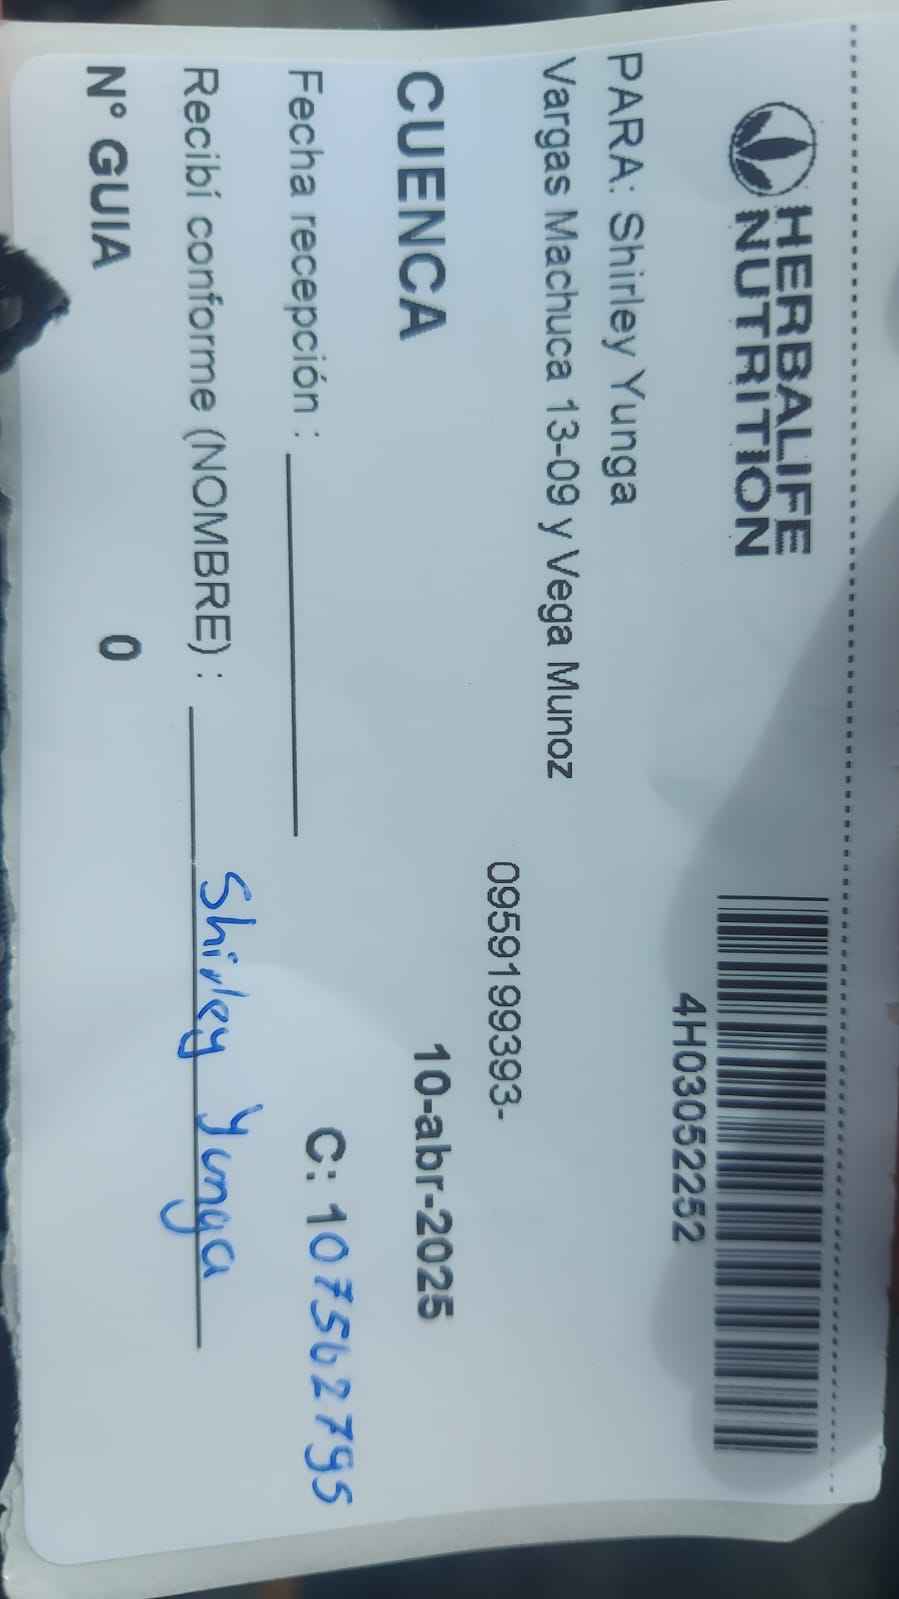 HERBALIFE
NUTRITION
4H03052252
PARA: Shirley Yunga
Vargas Machuca 13-09 y Vega Munoz
0959199393-
CUENCA
10-abr-2025
Fecha recepción :
C: 107562795
Recibí conforme (NOMBRE) : Shirley Yunga
N° GUIA 0